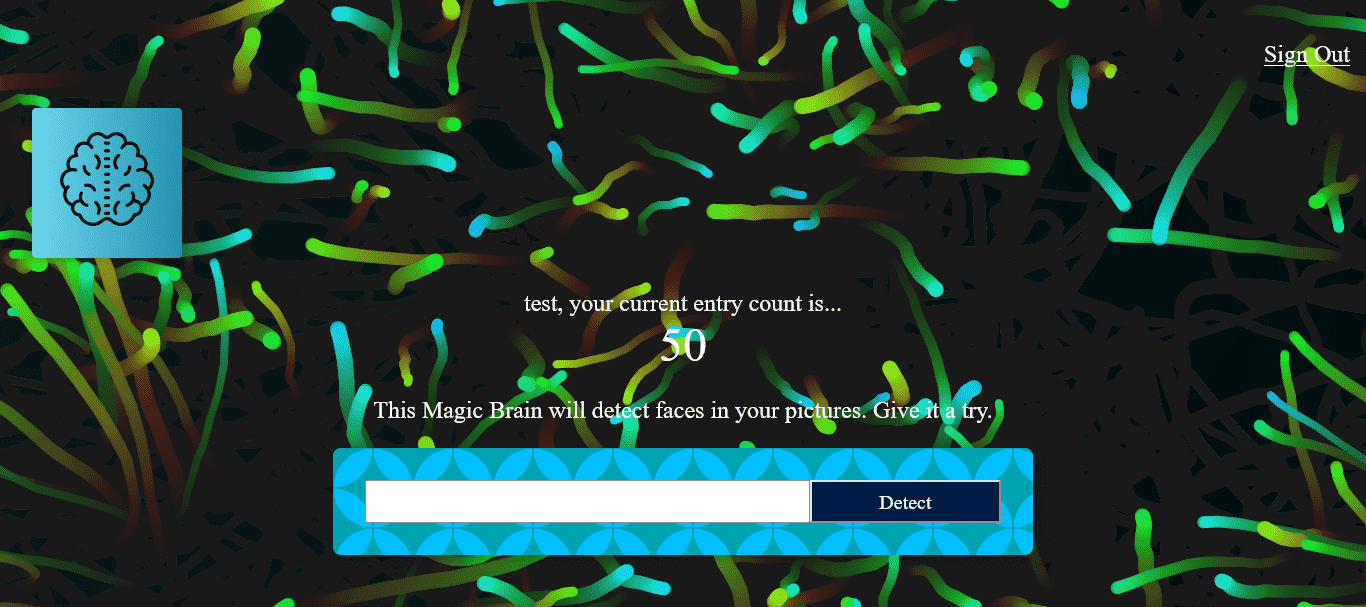 Sign Out
test, your current entry count is...
50
This Magic Brain will detect faces in your pictures. Give it a try.
Detect